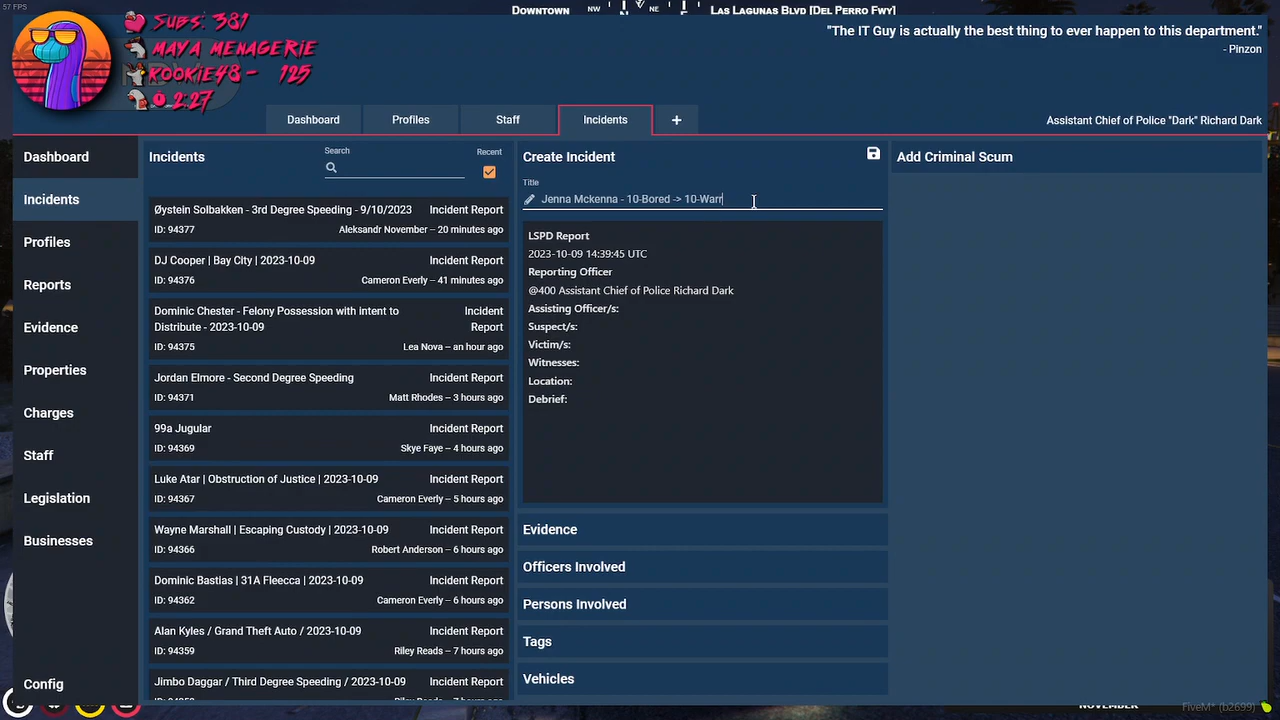 57 FPS
DOWNTOWN
NW
N
NE
E
LAS LAGUNAS BLVD [DEL PERRO FWY]
SUBS: 381
MAYA MENAGERIE
KOOKIE48 - 125
2:27
"The IT Guy is actually the best thing to ever happen to this department."
- Pinzon
Dashboard
Profiles
Staff
Incidents
+
Assistant Chief of Police "Dark" Richard Dark
Dashboard
Incidents
Profiles
Reports
Evidence
Properties
Charges
Staff
Legislation
Businesses
Config
Incidents
Search
Recent
Øystein Solbakken - 3rd Degree Speeding - 9/10/2023 Incident Report
ID: 94377 Aleksandr November – 20 minutes ago
DJ Cooper | Bay City | 2023-10-09 Incident Report
ID: 94376 Cameron Everly – 41 minutes ago
Dominic Chester - Felony Possession with Intent to Incident
Distribute - 2023-10-09 Report
ID: 94375 Lea Nova – an hour ago
Jordan Elmore - Second Degree Speeding Incident Report
ID: 94371 Matt Rhodes – 3 hours ago
99a Jugular Incident Report
ID: 94369 Skye Faye – 4 hours ago
Luke Atar | Obstruction of Justice | 2023-10-09 Incident Report
ID: 94367 Cameron Everly – 5 hours ago
Wayne Marshall | Escaping Custody | 2023-10-09 Incident Report
ID: 94366 Robert Anderson – 6 hours ago
Dominic Bastias | 31A Fleecca | 2023-10-09 Incident Report
ID: 94362 Cameron Everly – 6 hours ago
Alan Kyles / Grand Theft Auto / 2023-10-09 Incident Report
ID: 94359 Riley Reads – 7 hours ago
Jimbo Daggar / Third Degree Speeding / 2023-10-09 Incident Report
Create Incident
Title
Jenna Mckenna - 10-Bored -> 10-Warr
LSPD Report
2023-10-09 14:39:45 UTC
Reporting Officer
@400 Assistant Chief of Police Richard Dark
Assisting Officer/s:
Suspect/s:
Victim/s:
Witnesses:
Location:
Debrief:
Evidence
Officers Involved
Persons Involved
Tags
Vehicles
Add Criminal Scum
NOVEMBER
FiveM* (b2699)